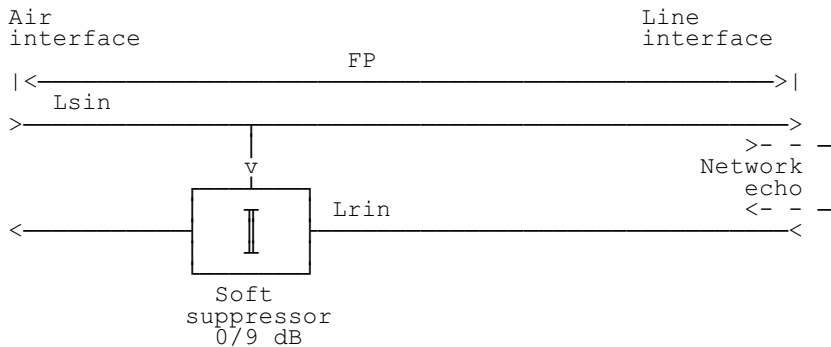 Air
interface
Line
interface
FP
Lsin
Network
echo
Lrin
Soft
suppressor
0/9 dB